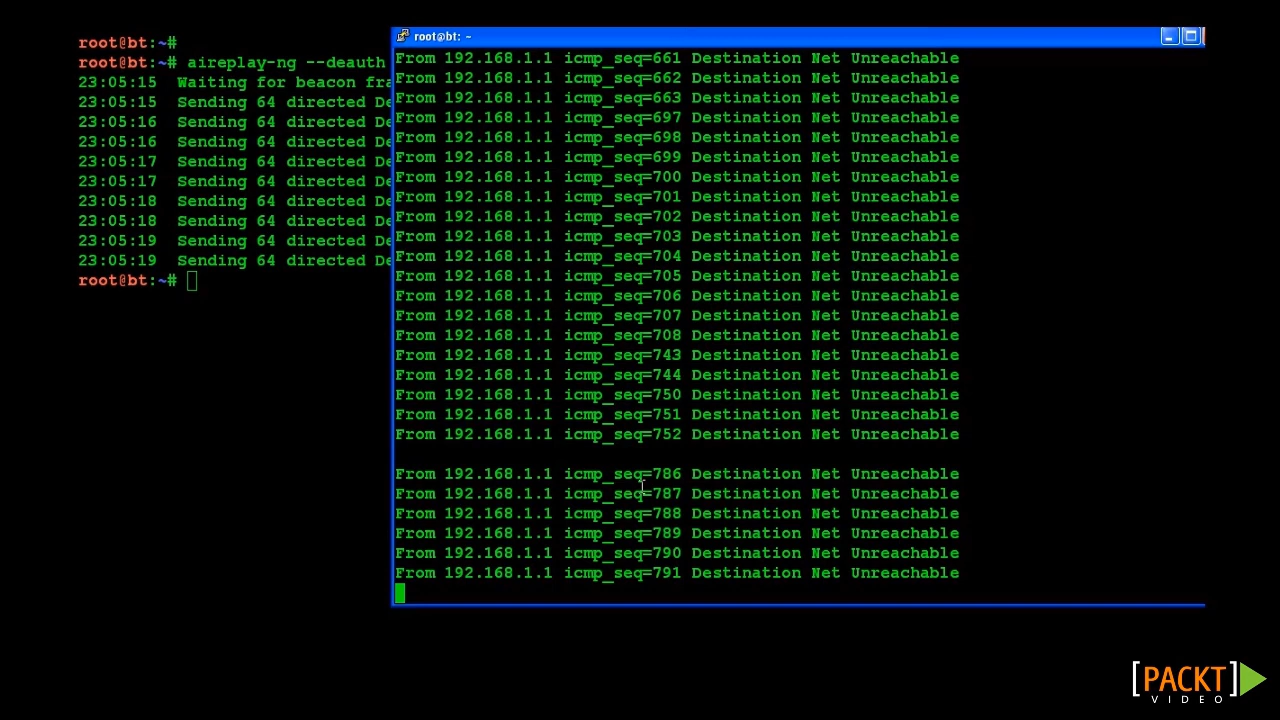 root@bt:~#
root@bt:~# aireplay-ng --deauth
23:05:15  Waiting for beacon fra
23:05:15  Sending 64 directed De
23:05:16  Sending 64 directed De
23:05:16  Sending 64 directed De
23:05:17  Sending 64 directed De
23:05:17  Sending 64 directed De
23:05:18  Sending 64 directed De
23:05:18  Sending 64 directed De
23:05:19  Sending 64 directed De
23:05:19  Sending 64 directed De
root@bt:~#
root@bt: ~
From 192.168.1.1 icmp_seq=661 Destination Net Unreachable
From 192.168.1.1 icmp_seq=662 Destination Net Unreachable
From 192.168.1.1 icmp_seq=663 Destination Net Unreachable
From 192.168.1.1 icmp_seq=697 Destination Net Unreachable
From 192.168.1.1 icmp_seq=698 Destination Net Unreachable
From 192.168.1.1 icmp_seq=699 Destination Net Unreachable
From 192.168.1.1 icmp_seq=700 Destination Net Unreachable
From 192.168.1.1 icmp_seq=701 Destination Net Unreachable
From 192.168.1.1 icmp_seq=702 Destination Net Unreachable
From 192.168.1.1 icmp_seq=703 Destination Net Unreachable
From 192.168.1.1 icmp_seq=704 Destination Net Unreachable
From 192.168.1.1 icmp_seq=705 Destination Net Unreachable
From 192.168.1.1 icmp_seq=706 Destination Net Unreachable
From 192.168.1.1 icmp_seq=707 Destination Net Unreachable
From 192.168.1.1 icmp_seq=708 Destination Net Unreachable
From 192.168.1.1 icmp_seq=743 Destination Net Unreachable
From 192.168.1.1 icmp_seq=744 Destination Net Unreachable
From 192.168.1.1 icmp_seq=750 Destination Net Unreachable
From 192.168.1.1 icmp_seq=751 Destination Net Unreachable
From 192.168.1.1 icmp_seq=752 Destination Net Unreachable
From 192.168.1.1 icmp_seq=786 Destination Net Unreachable
From 192.168.1.1 icmp_seq=787 Destination Net Unreachable
From 192.168.1.1 icmp_seq=788 Destination Net Unreachable
From 192.168.1.1 icmp_seq=789 Destination Net Unreachable
From 192.168.1.1 icmp_seq=790 Destination Net Unreachable
From 192.168.1.1 icmp_seq=791 Destination Net Unreachable
[PACKT]
VIDEO